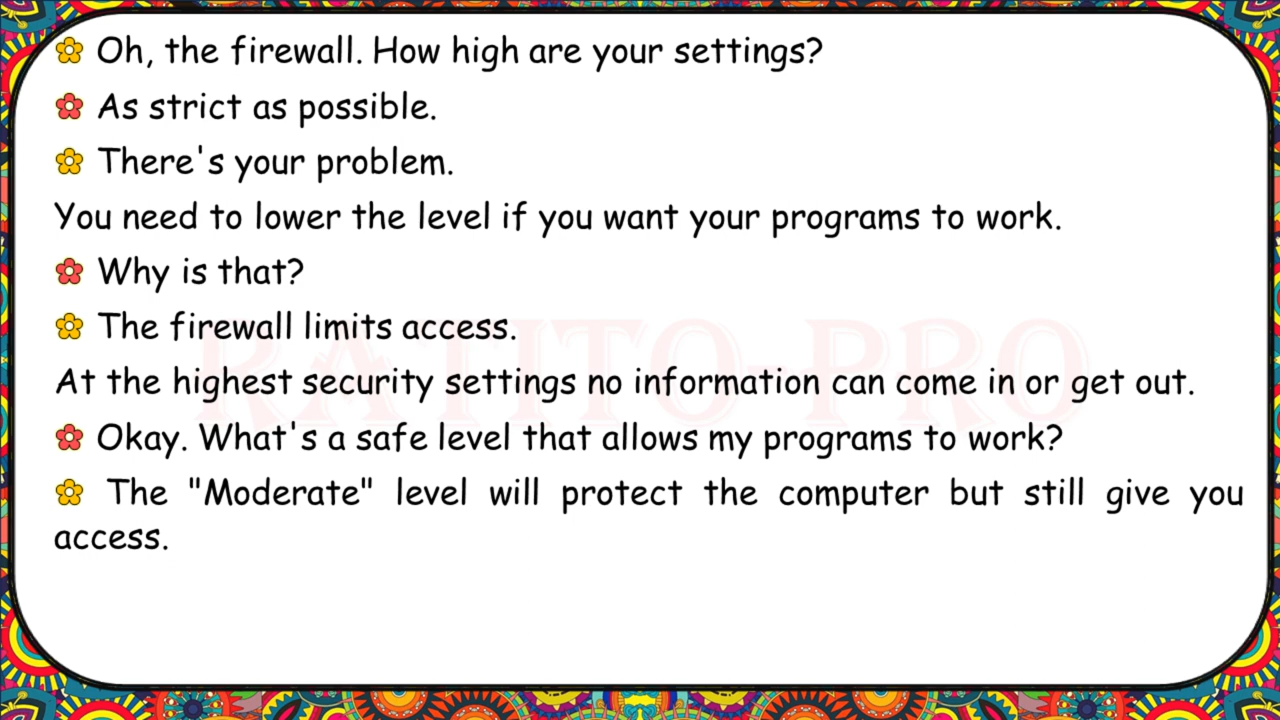 Oh, the firewall. How high are your settings?
As strict as possible.
There's your problem.
You need to lower the level if you want your programs to work.
Why is that?
The firewall limits access.
At the highest security settings no information can come in or get out.
Okay. What's a safe level that allows my programs to work?
The "Moderate" level will protect the computer but still give you
access.
RATITO-PRO